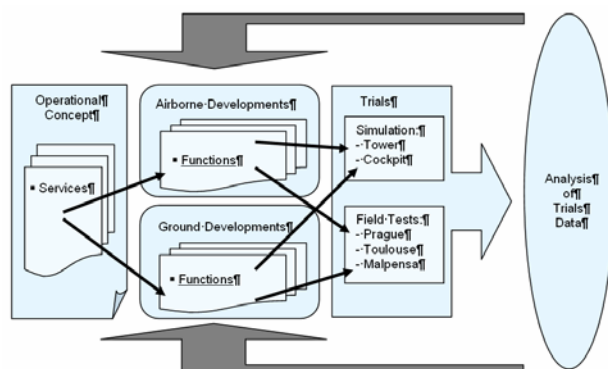 Operational¶
Concept¶
▪ Services¶
Airborne·Developments¶
▪ Functions¶
Ground·Developments¶
▪ Functions¶
Trials¶
Simulation:¶
-·Tower¶
-·Cockpit¶
Field·Tests:¶
-·Prague¶
-·Toulouse¶
-·Malpensa¶
Analysis¶
of¶
Trials¶
Data¶